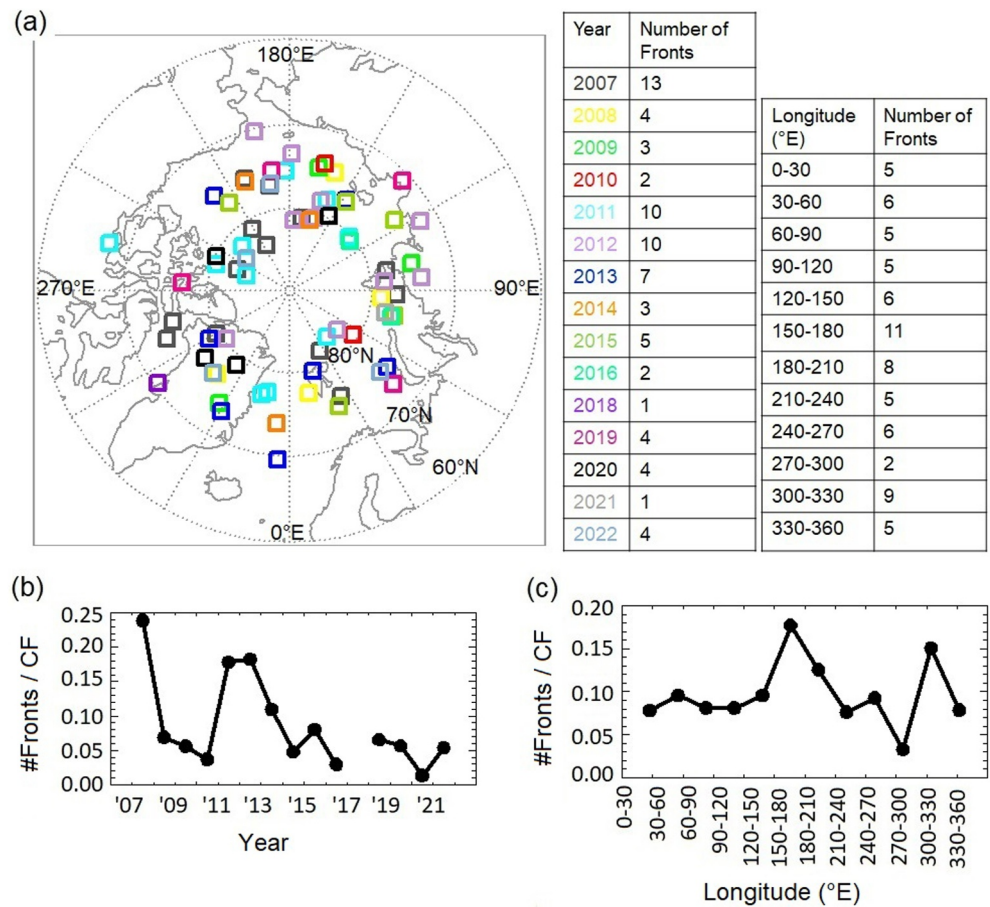 (a)
180°E
270°E
90°E
80°N
70°N
60°N
0°E
Year Number of
Fronts
2007 13
2008 4
2009 3
2010 2
2011 10
2012 10
2013 7
2014 3
2015 5
2016 2
2018 1
2019 4
2020 4
2021 1
2022 4
Longitude Number of
(°E) Fronts
0-30 5
30-60 6
60-90 5
90-120 5
120-150 6
150-180 11
180-210 8
210-240 5
240-270 6
270-300 2
300-330 9
330-360 5
(b)
#Fronts / CF
0.25
0.20
0.15
0.10
0.05
0.00
'07 '09 '11 '13 '15 '17 '19 '21
Year
(c)
#Fronts / CF
0.20
0.15
0.10
0.05
0.00
0-30
30-60
60-90
90-120
120-150
150-180
180-210
210-240
240-270
270-300
300-330
330-360
Longitude (°E)